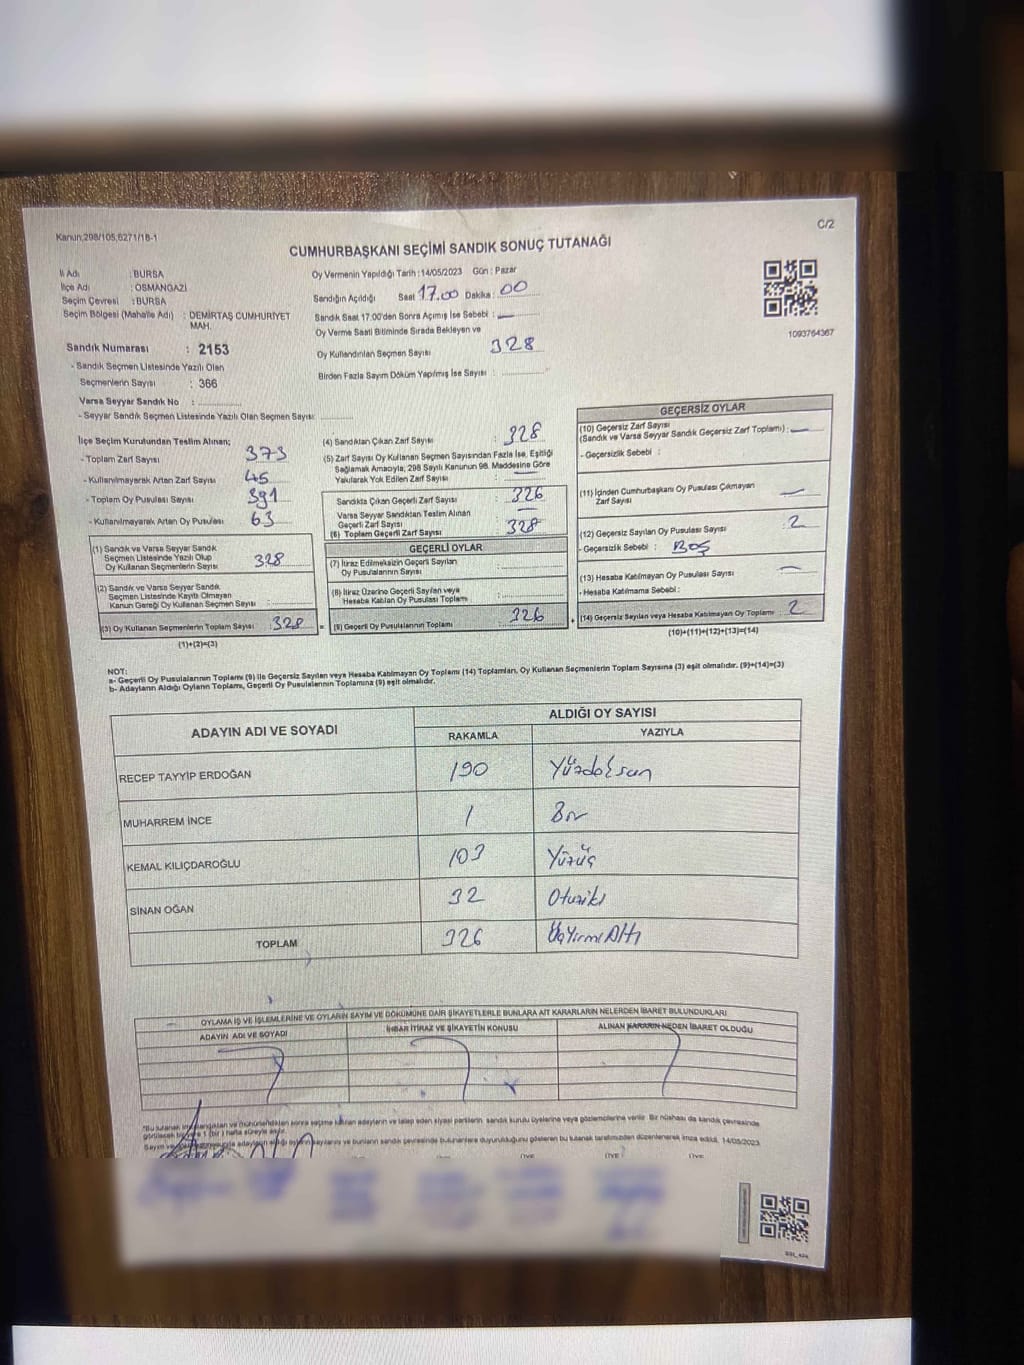 Kanun;298/105,6271/18-1
C/2
CUMHURBAŞKANI SEÇİMİ SANDIK SONUÇ TUTANAĞI
İl Adı : BURSA
İlçe Adı : OSMANGAZİ
Seçim Çevresi : BURSA
Seçim Bölgesi (Mahalle Adı) : DEMİRTAŞ CUMHURİYET
MAH.
Sandık Numarası : 2153
- Sandık Seçmen Listesinde Yazılı Olan
Seçmenlerin Sayısı : 366
Varsa Seyyar Sandık No :
- Seyyar Sandık Seçmen Listesinde Yazılı Olan Seçmen Sayısı:
Oy Vermenin Yapıldığı Tarih : 14/05/2023 Gün : Pazar
Sandığın Açıldığı Saat 17.00 Dakika : 00
Sandık Saat 17:00'den Sonra Açımış İse Sebebi :
Oy Verme Saati Bitiminde Sırada Bekleyen ve
Oy Kullandırılan Seçmen Sayısı 328
Birden Fazla Sayım Döküm Yapılmış İse Sayısı :
1093764367
İlçe Seçim Kurulundan Teslim Alınan;
- Toplam Zarf Sayısı 373
- Kullanılmayarak Artan Zarf Sayısı 45
- Toplam Oy Pusulası Sayısı 391
- Kullanılmayarak Artan Oy Pusulası 63
(1) Sandık ve Varsa Seyyar Sandık
Seçmen Listesinde Yazılı Olup
Oy Kullanan Seçmenlerin Sayısı 328
(2) Sandık ve Varsa Seyyar Sandık
Seçmen Listesinde Kayıtlı Olmayan
Kanun Gereği Oy Kullanan Seçmen Sayısı :
(3) Oy Kullanan Seçmenlerin Toplam Sayısı : 328
(1)+(2)=(3)
(4) Sandıktan Çıkan Zarf Sayısı : 328
(5) Zarf Sayısı Oy Kullanan Seçmen Sayısından Fazla İse, Eşitliği
Sağlamak Amacıyla, 298 Sayılı Kanunun 98. Maddesine Göre
Yakılarak Yok Edilen Zarf Sayısı :
Sandıkta Çıkan Geçerli Zarf Sayısı : 326
Varsa Seyyar Sandıktan Teslim Alınan
Geçerli Zarf Sayısı :
(6) Toplam Geçerli Zarf Sayısı : 328
GEÇERLİ OYLAR
(7) İtiraz Edilmeksizin Geçerli Sayılan
Oy Pusulalarının Sayısı :
(8) İtiraz Üzerine Geçerli Sayılan veya
Hesaba Katılan Oy Pusulası Toplamı :
= (9) Geçerli Oy Pusulalarının Toplamı : 326
GEÇERSİZ OYLAR
(10) Geçersiz Zarf Sayısı
(Sandık ve Varsa Seyyar Sandık Geçersiz Zarf Toplamı) :
- Geçersizlik Sebebi :
(11) İçinden Cumhurbaşkanı Oy Pusulası Çıkmayan
Zarf Sayısı
(12) Geçersiz Sayılan Oy Pusulası Sayısı 2
- Geçersizlik Sebebi : BOŞ
(13) Hesaba Katılmayan Oy Pusulası Sayısı
- Hesaba Katılmama Sebebi :
+ (14) Geçersiz Sayılan veya Hesaba Katılmayan Oy Toplamı : 2
(10)+(11)+(12)+(13)=(14)
NOT:
a- Geçerli Oy Pusulalarının Toplamı (9) ile Geçersiz Sayılan veya Hesaba Katılmayan Oy Toplamı (14) Toplamları, Oy Kullanan Seçmenlerin Toplam Sayısına (3) eşit olmalıdır. (9)+(14)=(3)
b- Adayların Aldığı Oyların Toplamı, Geçerli Oy Pusulalarının Toplamına (9) eşit olmalıdır.
ADAYIN ADI VE SOYADI
ALDIĞI OY SAYISI
RAKAMLA YAZIYLA
RECEP TAYYİP ERDOĞAN 190 Yüzdoksan
MUHARREM İNCE 1 Bir
KEMAL KILIÇDAROĞLU 103 Yüzüç
SİNAN OĞAN 32 Otuziki
TOPLAM 326
OYLAMA İŞ VE İŞLEMLERİNE VE OYLARIN SAYIM VE DÖKÜMÜNE DAİR ŞİKAYETLERLE BUNLARA AİT KARARLARIN NELERDEN İBARET BULUNDUKLARI
ADAYIN ADI VE SOYADI İHBAR İTİRAZ VE ŞİKAYETİN KONUSU ALINAN KARARIN NEDEN İBARET OLDUĞU
sonra seçime katılan adayların ve talep eden siyasi partilerin sandık kurulu üyelerine veya gözlemcilerine verilir. Bir nüshası da sandık çevresinde
1 (bir) hafta süreyle asılır.
bunların sandık çevresinde bulunanlara duyurulduğunu gösteren bu tutanak tarafımızdan düzenlenerek imza edildi. 14/05/2023
ÜYE ÜYE ÜYE